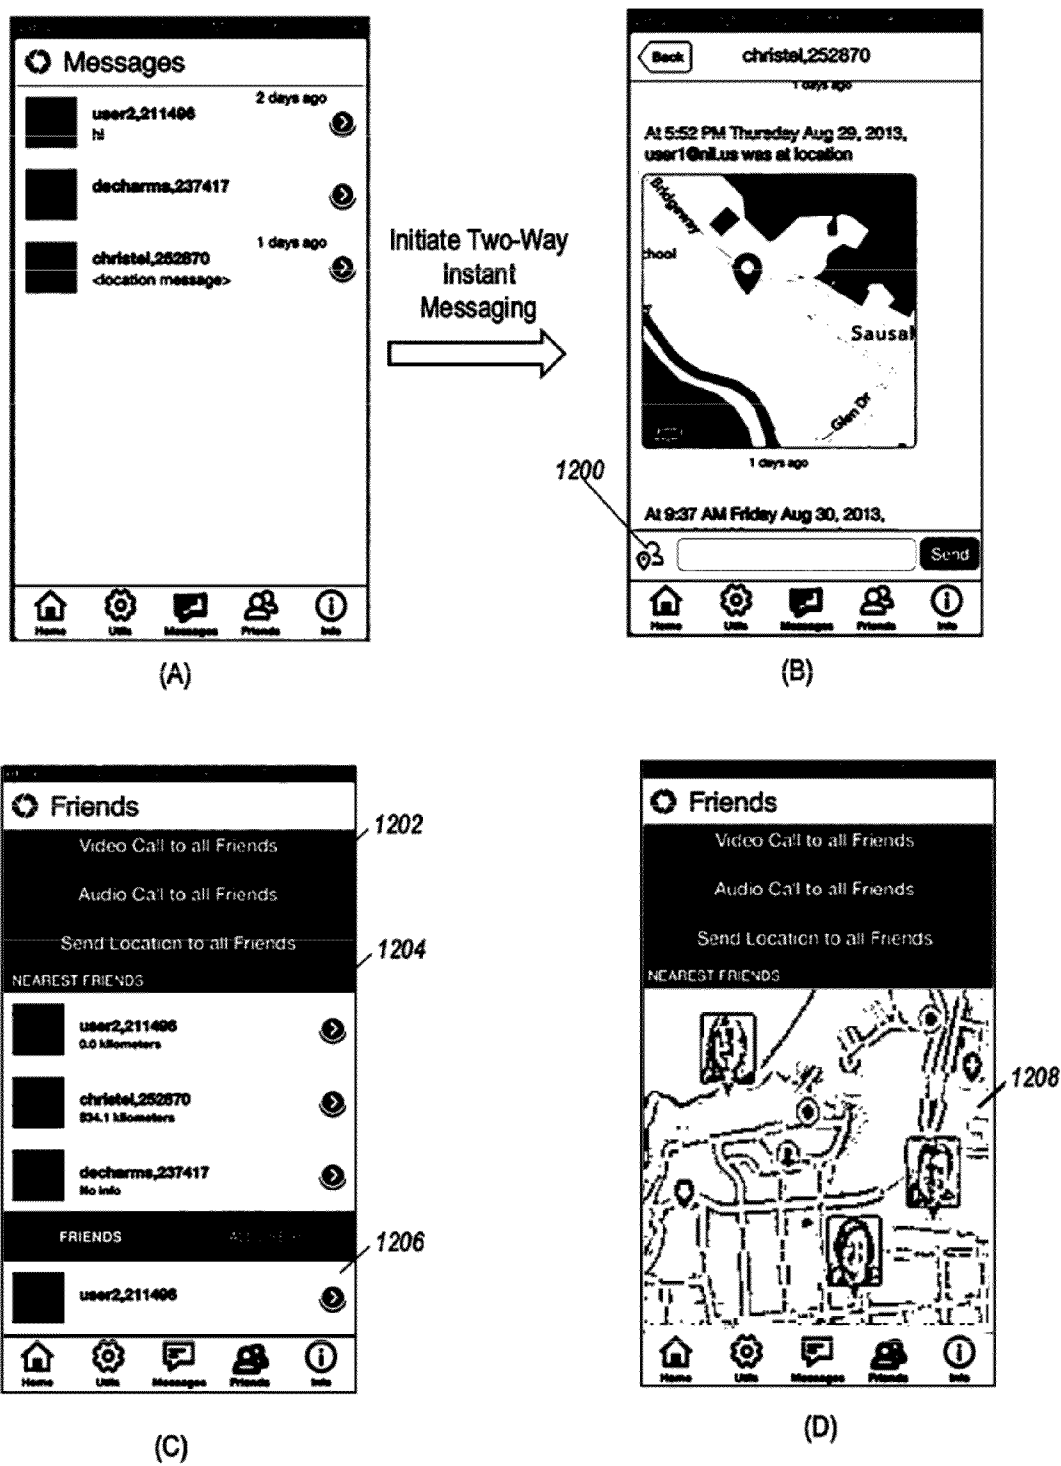 Messages
user2,211496
2 days ago
hi
decharms,237417
christel,252870
1 days ago
<location message>
Home
Utils
Messages
Friends
Info
(A)
Initiate Two-Way
Instant
Messaging
Back
christel,252870
1 days ago
At 5:52 PM Thursday Aug 29, 2013,
user1@nil.us was at location
Bridgeway
chool
Sausal
Glen Dr
1 days ago
1200
At 9:37 AM Friday Aug 30, 2013,
Send
Home
Utils
Messages
Friends
Info
(B)
Friends
1202
Video Call to all Friends
Audio Call to all Friends
Send Location to all Friends
1204
NEAREST FRIENDS
user2,211496
0.0 kilometers
christel,252870
834.1 kilometers
decharms,237417
No info
FRIENDS
1206
user2,211496
Home
Utils
Messages
Friends
Info
(C)
Friends
Video Call to all Friends
Audio Call to all Friends
Send Location to all Friends
NEAREST FRIENDS
1208
Home
Utils
Messages
Friends
Info
(D)